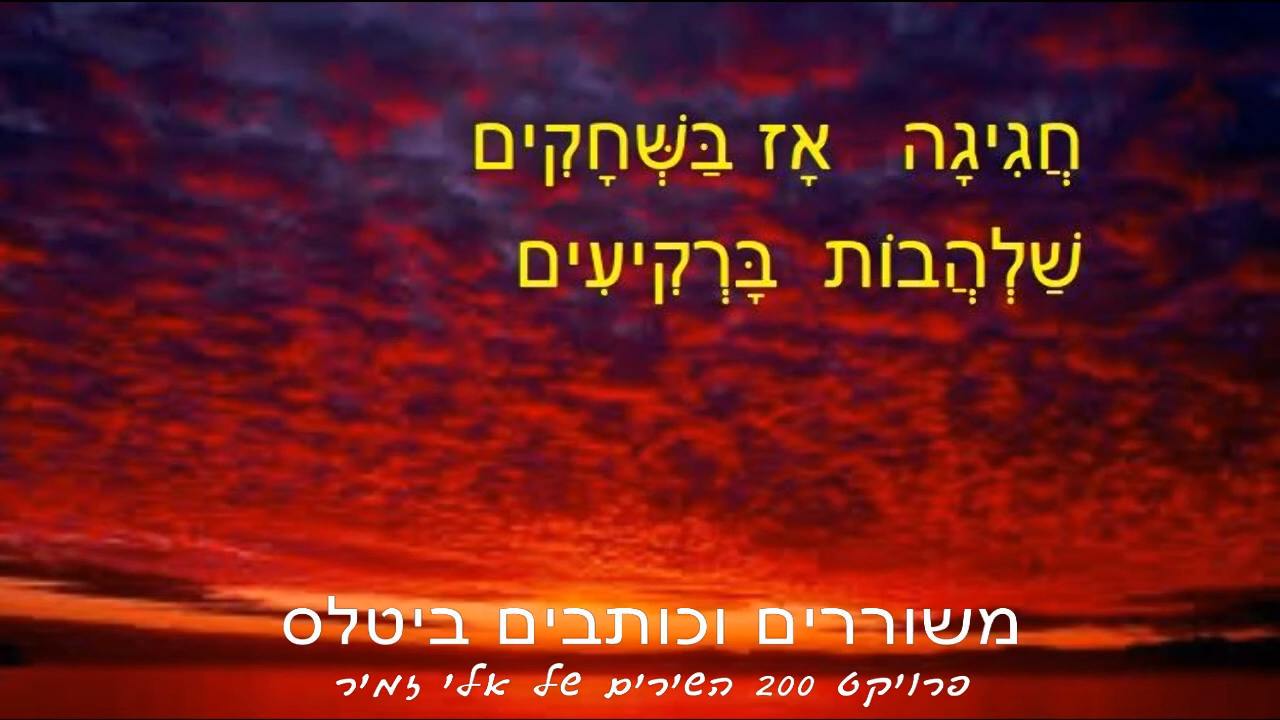 חֲגִיגָה אָז בַּשְּׁחָקִים
שַׁלְהֲבוֹת בָּרְקִיעִים
משוררים וכותבים ביטלס
פרויקט 200 השירים של אלי זמיר